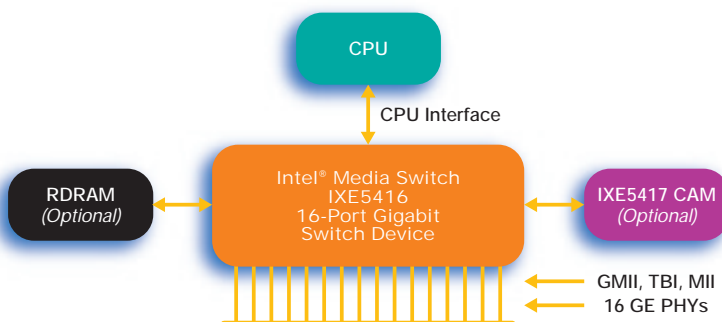 CPU
CPU Interface
RDRAM
(Optional)
Intel® Media Switch
IXE5416
16-Port Gigabit
Switch Device
IXE5417 CAM
(Optional)
GMII, TBI, MII
16 GE PHYs